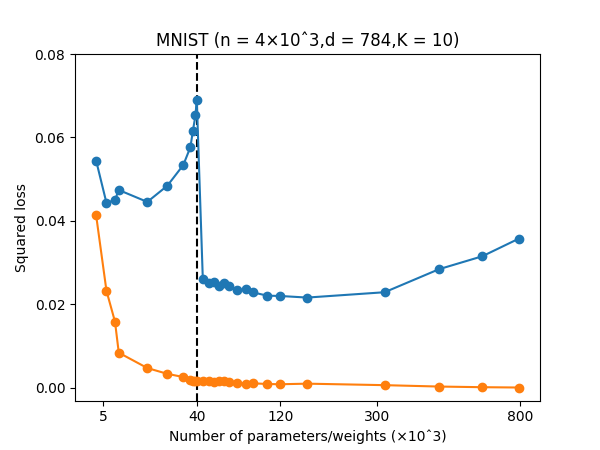 MNIST (n = 4×10ˆ3,d = 784,K = 10)
0.08
0.06
0.04
0.02
0.00
Squared loss
5 40 120 300 800
Number of parameters/weights (×10ˆ3)